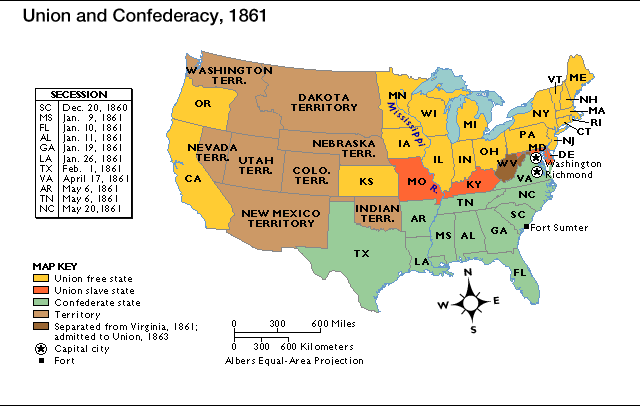 Union and Confederacy, 1861
SECESSION
SC Dec. 20, 1860
MS Jan. 9, 1861
FL Jan. 10, 1861
AL Jan. 11, 1861
GA Jan. 19, 1861
LA Jan. 26, 1861
TX Feb. 1, 1861
VA April 17, 1861
AR May 6, 1861
TN May 6, 1861
NC May 20, 1861
WASHINGTON
TERR.
OR
DAKOTA
TERRITORY
MN
WI
MI
Mississippi
R.
VT
ME
NH
MA
NY
RI
CT
PA
NJ
NEVADA
TERR.
UTAH
TERR.
NEBRASKA
TERR.
IA
IL
IN
OH
MD
DE
Washington
WV
VA
Richmond
CA
COLO.
TERR.
KS
MO
KY
NEW MEXICO
TERRITORY
INDIAN
TERR.
AR
TN
NC
SC
Fort Sumter
TX
LA
MS
AL
GA
FL
MAP KEY
Union free state
Union slave state
Confederate state
Territory
Separated from Virginia, 1861;
admitted to Union, 1863
Capital city
Fort
0 300 600 Miles
0 300 600 Kilometers
Albers Equal-Area Projection
N
W
E
S